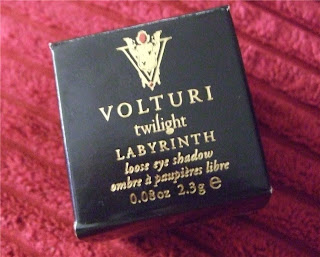 VOLTURI
twilight
LABYRINTH
loose eye shadow
ombre à paupières libre
0.08oz 2.3g ℮